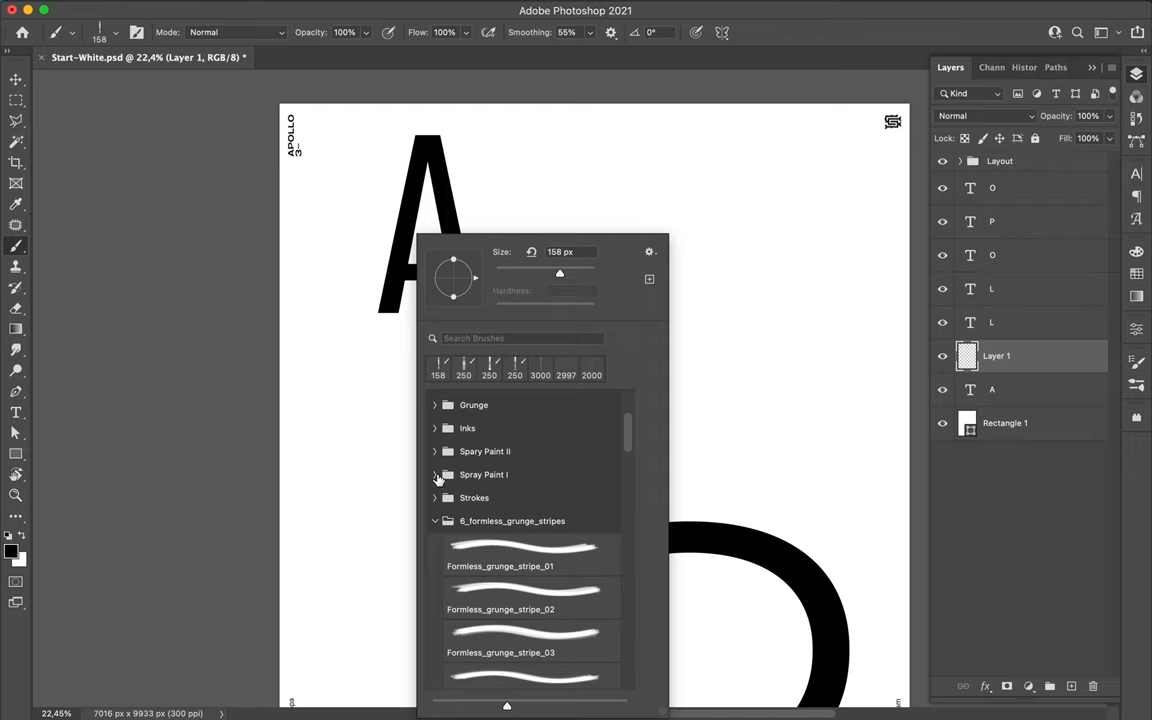 Adobe Photoshop 2021
158
Mode: Normal
Opacity: 100%
Flow: 100%
Smoothing: 55%
0°
Start-White.psd @ 22,4% (Layer 1, RGB/8) *
Layers
Chann
Histor
Paths
Kind
Normal
Opacity: 100%
Lock:
Fill: 100%
Layout
O
P
O
L
L
Layer 1
A
Rectangle 1
APOLLO
3
A
Size:
158 px
Hardness:
Search Brushes
158
250
250
250
3000
2997
2000
Grunge
Inks
Spary Paint II
Spray Paint I
Strokes
6_formless_grunge_stripes
Formless_grunge_stripe_01
Formless_grunge_stripe_02
Formless_grunge_stripe_03
22,45%
7016 px x 9933 px (300 ppi)